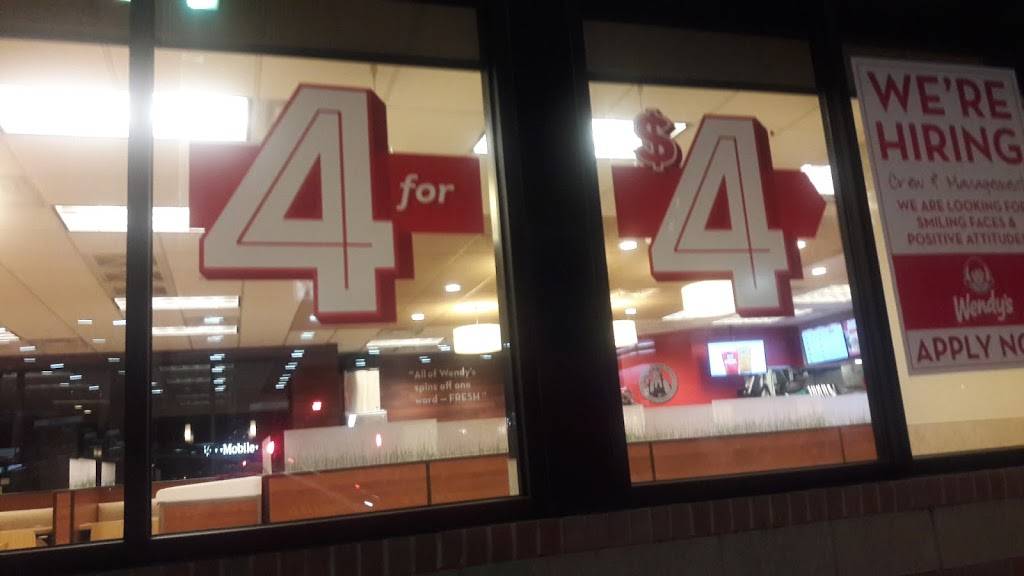 4 for
$4
WE'RE
HIRING
Crew & Management
WE ARE LOOKING FOR
SMILING FACES &
POSITIVE ATTITUDES
Wendy's
APPLY NO
"All of Wendy's
spins off one
word — FRESH."
Mobile